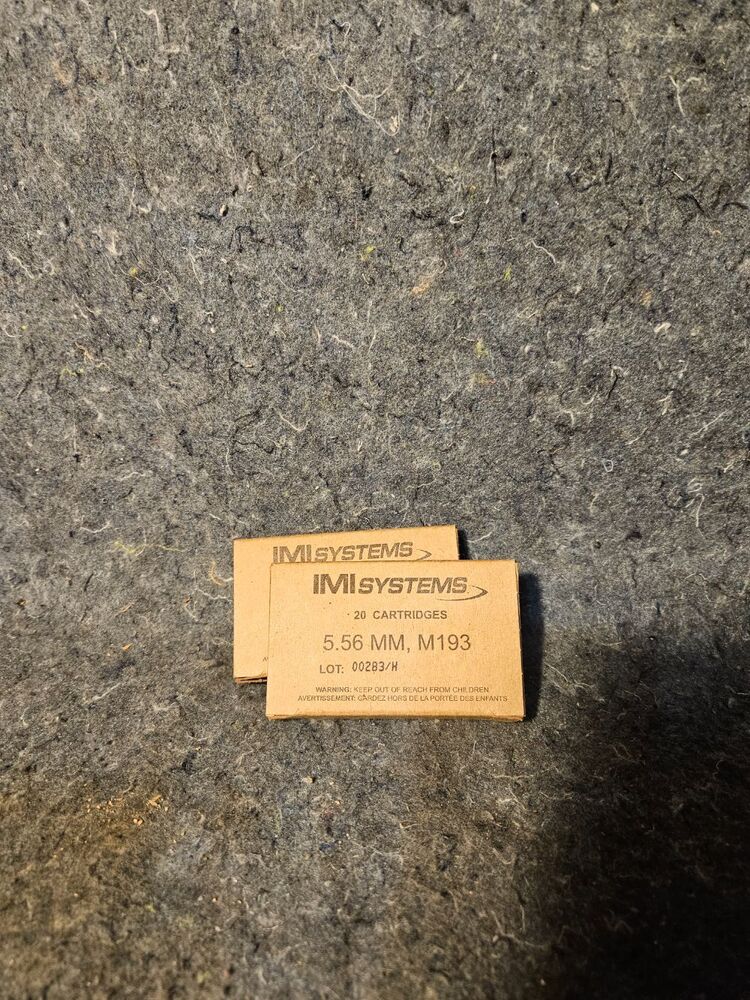 IMI SYSTEMS
IMI SYSTEMS
20 CARTRIDGES
5.56 MM, M193
LOT: 00283/H
WARNING: KEEP OUT OF REACH FROM CHILDREN
AVERTISSEMENT: GARDEZ HORS DE LA PORTÉE DES ENFANTS